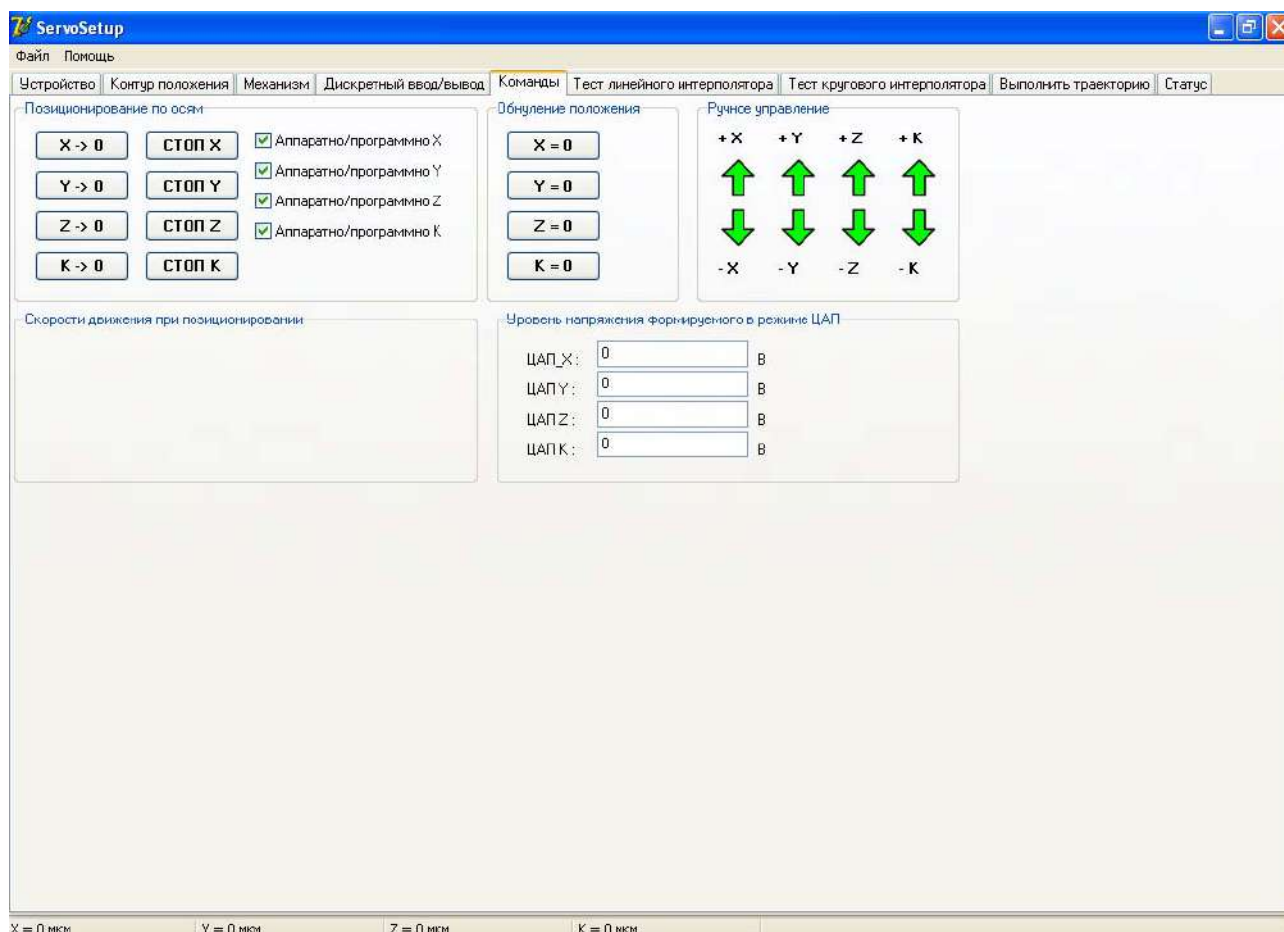 ServoSetup
Файл Помощь
Устройство Контур положения Механизм Дискретный ввод/вывод Команды Тест линейного интерполятора Тест кругового интерполятора Выполнить траекторию Статус
Позиционирование по осям
X -> 0 СТОП X Аппаратно/программно X
Y -> 0 СТОП Y Аппаратно/программно Y
Z -> 0 СТОП Z Аппаратно/программно Z
K -> 0 СТОП K Аппаратно/программно K
Обнуление положения
X = 0
Y = 0
Z = 0
K = 0
Ручное управление
+X +Y +Z +K
-X -Y -Z -K
Скорости движения при позиционировании
Уровень напряжения формируемого в режиме ЦАП
ЦАП_X: 0 В
ЦАП Y: 0 В
ЦАП Z: 0 В
ЦАП K: 0 В
X = 0 мкм Y = 0 мкм Z = 0 мкм K = 0 мкм